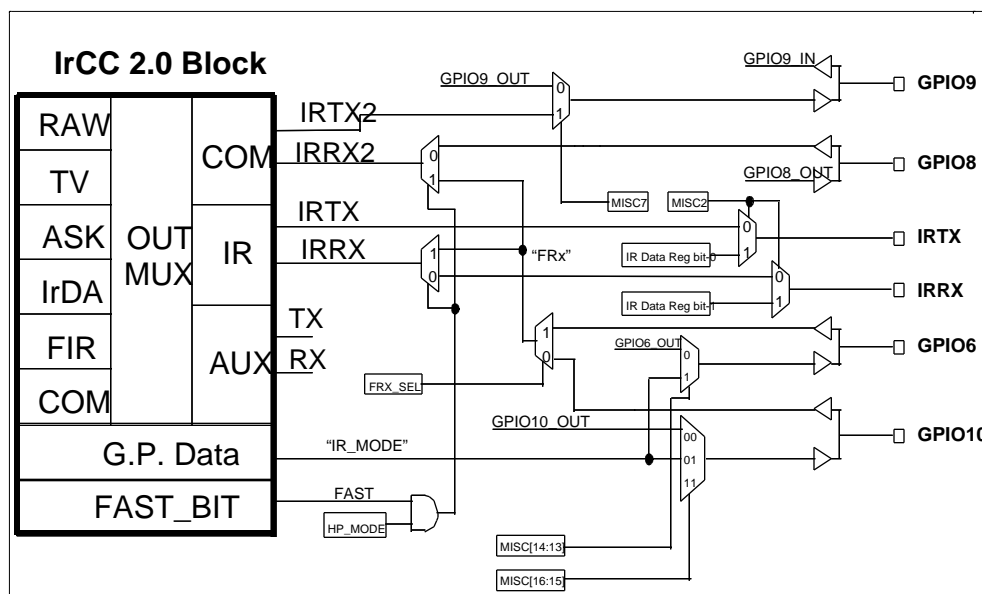 IrCC 2.0 Block
RAW
TV
ASK
IrDA
FIR
COM
OUT
MUX
COM
IR
AUX
G.P. Data
FAST_BIT
IRTX2
IRRX2
IRTX
IRRX
TX
RX
"IR_MODE"
FAST
HP_MODE
FRX_SEL
GPIO9_OUT
0
1
0
1
1
0
"FRx"
1
0
GPIO10_OUT
MISC[14:13]
MISC[16:15]
MISC7
MISC2
IR Data Reg bit-0
0
1
IR Data Reg bit-1
0
1
GPIO6_OUT
0
1
00
01
11
GPIO9_IN
GPIO8_OUT
GPIO9
GPIO8
IRTX
IRRX
GPIO6
GPIO10